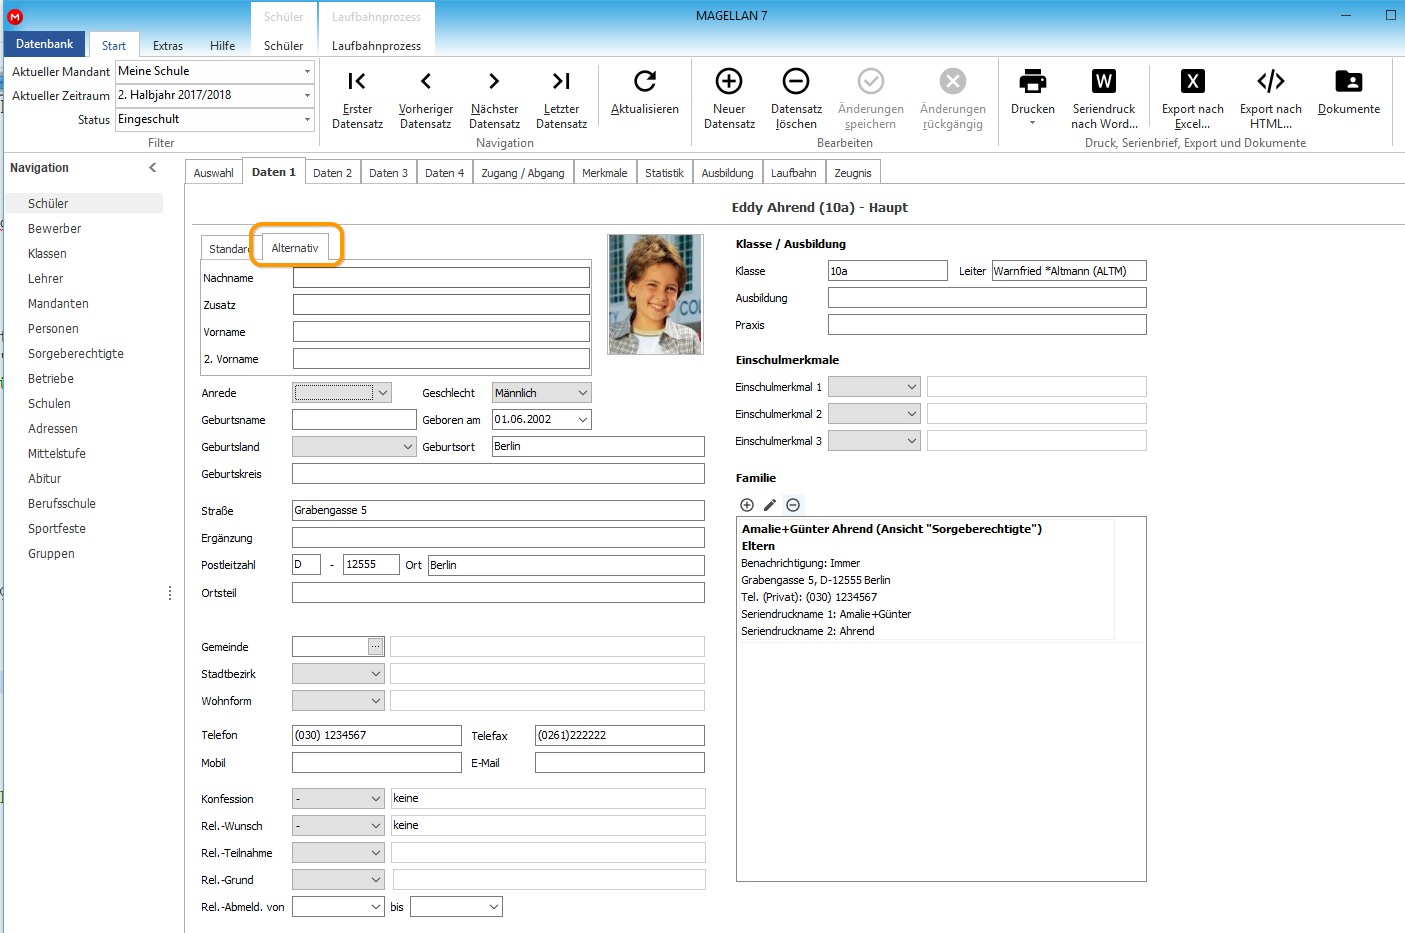 Schüler
Laufbahnprozess
MAGELLAN 7
Datenbank
Start
Extras
Hilfe
Schüler
Laufbahnprozess
Aktueller Mandant
Meine Schule
Aktueller Zeitraum
2. Halbjahr 2017/2018
Status
Eingeschult
Filter
Erster Datensatz
Vorheriger Datensatz
Nächster Datensatz
Letzter Datensatz
Aktualisieren
Navigation
Neuer Datensatz
Datensatz löschen
Änderungen speichern
Änderungen rückgängig
Bearbeiten
Drucken
Seriendruck nach Word...
Export nach Excel...
Export nach HTML...
Dokumente
Druck, Serienbrief, Export und Dokumente
Navigation
Schüler
Bewerber
Klassen
Lehrer
Mandanten
Personen
Sorgeberechtigte
Betriebe
Schulen
Adressen
Mittelstufe
Abitur
Berufsschule
Sportfeste
Gruppen
Auswahl
Daten 1
Daten 2
Daten 3
Daten 4
Zugang / Abgang
Merkmale
Statistik
Ausbildung
Laufbahn
Zeugnis
Eddy Ahrend (10a) - Haupt
Standard
Alternativ
Nachname
Zusatz
Vorname
2. Vorname
Anrede
Geschlecht
Männlich
Geburtsname
Geboren am
01.06.2002
Geburtsland
Geburtsort
Berlin
Geburtskreis
Straße
Grabengasse 5
Ergänzung
Postleitzahl
D - 12555
Ort
Berlin
Ortsteil
Gemeinde
...
Stadtbezirk
Wohnform
Telefon
(030) 1234567
Telefax
(0261)222222
Mobil
E-Mail
Konfession
-
keine
Rel.-Wunsch
-
keine
Rel.-Teilnahme
Rel.-Grund
Rel.-Abmeld. von
bis
Klasse / Ausbildung
Klasse
10a
Leiter
Warnfried *Altmann (ALTM)
Ausbildung
Praxis
Einschulmerkmale
Einschulmerkmal 1
Einschulmerkmal 2
Einschulmerkmal 3
Familie
Amalie+Günter Ahrend (Ansicht "Sorgeberechtigte")
Eltern
Benachrichtigung: Immer
Grabengasse 5, D-12555 Berlin
Tel. (Privat): (030) 1234567
Seriendruckname 1: Amalie+Günter
Seriendruckname 2: Ahrend